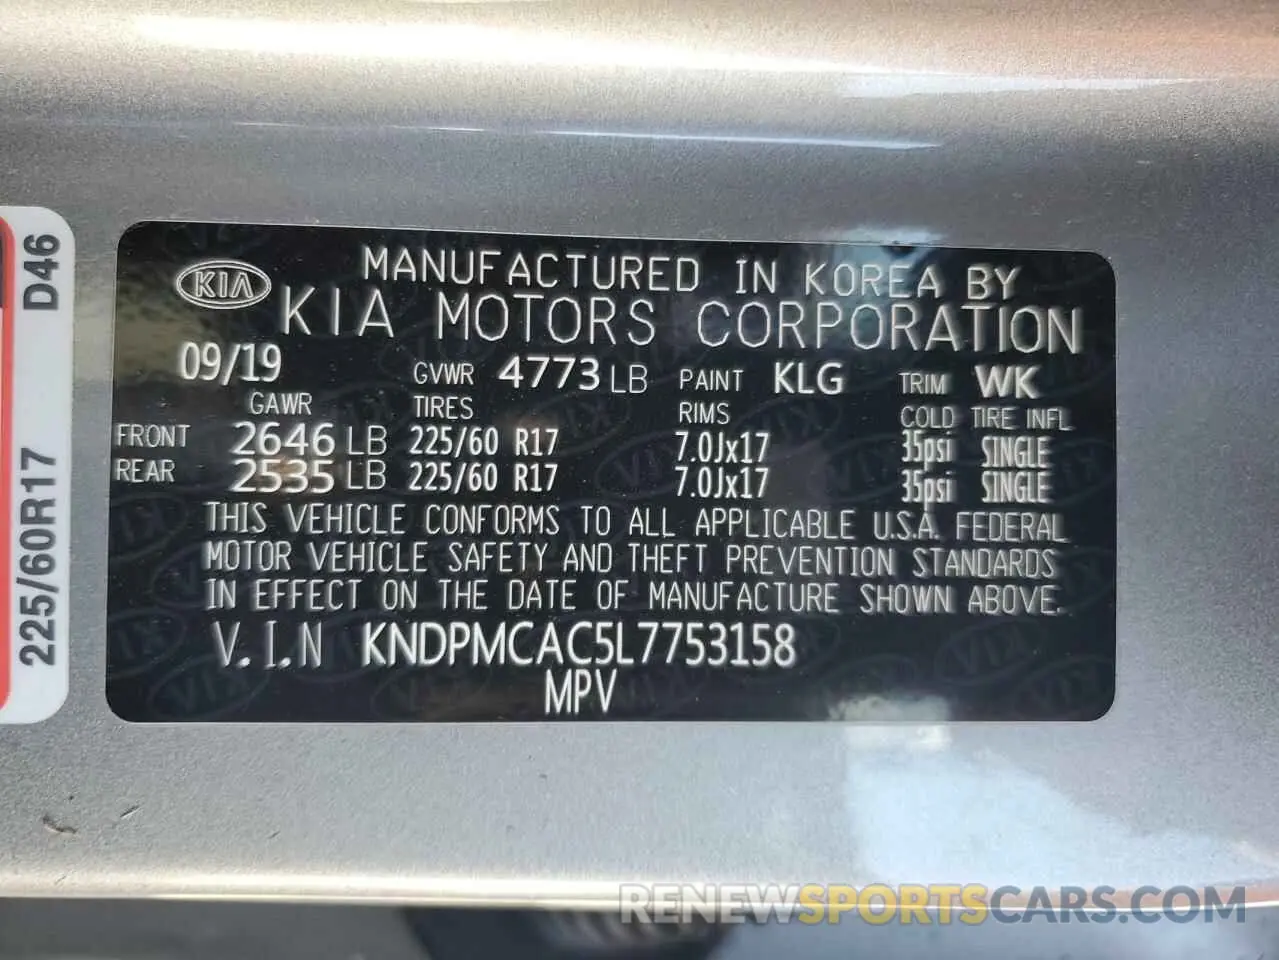 D46
225/60R17
KIA
MANUFACTURED IN KOREA BY
KIA MOTORS CORPORATION
09/19 GVWR 4773 LB PAINT KLG TRIM WK
GAWR TIRES RIMS COLD TIRE INFL
FRONT 2646 LB 225/60 R17 7.0Jx17 35psi SINGLE
REAR 2535 LB 225/60 R17 7.0Jx17 35psi SINGLE
THIS VEHICLE CONFORMS TO ALL APPLICABLE U.S.A. FEDERAL
MOTOR VEHICLE SAFETY AND THEFT PREVENTION STANDARDS
IN EFFECT ON THE DATE OF MANUFACTURE SHOWN ABOVE.
V.I.N KNDPMCAC5L7753158
MPV
RENEWSPORTSCARS.COM